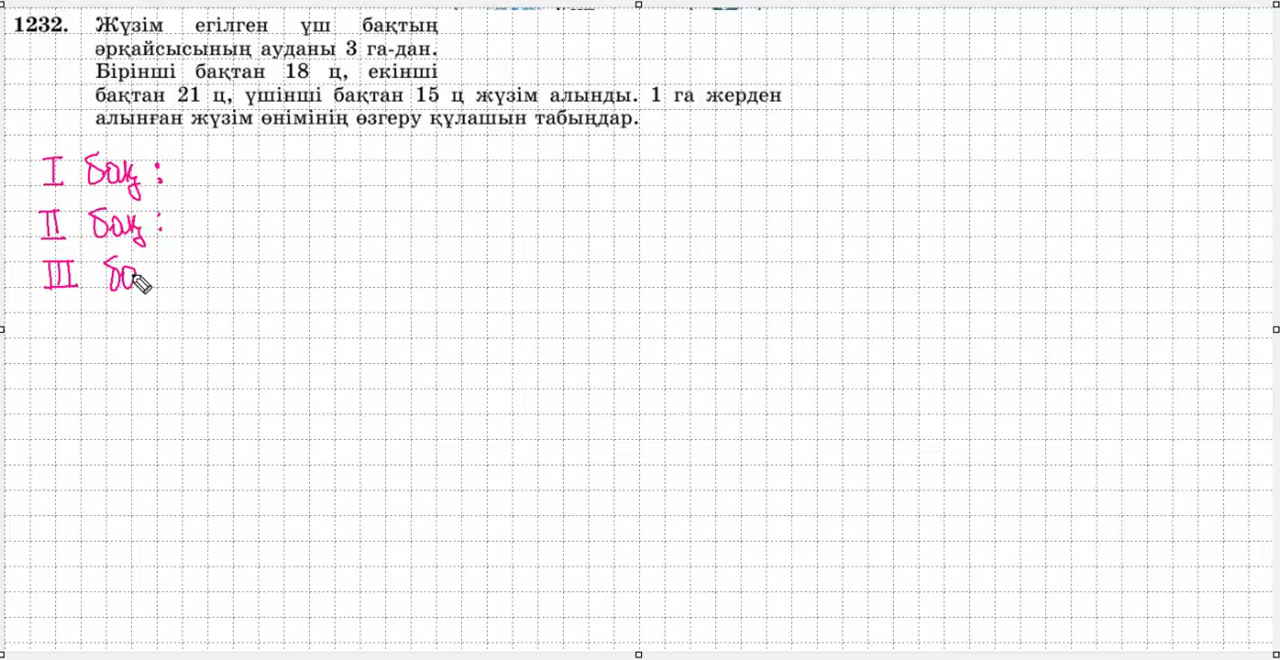 1232. Жүзім егілген үш бақтың
әрқайсысының ауданы 3 га-дан.
Бірінші бақтан 18 ц, екінші
бақтан 21 ц, үшінші бақтан 15 ц жүзім алынды. 1 га жерден
алынған жүзім өнімінің өзгеру құлашын табыңдар.
I бақ :
II бақ :
III ба